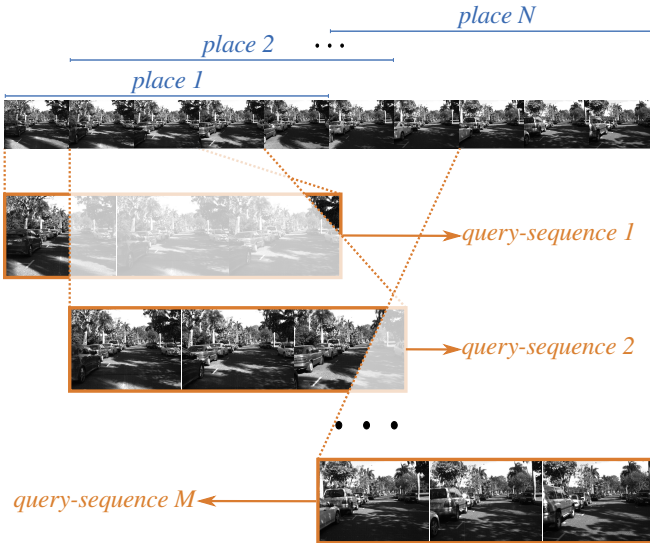 place N
place 2
...
place 1
query-sequence 1
query-sequence 2
...
query-sequence M